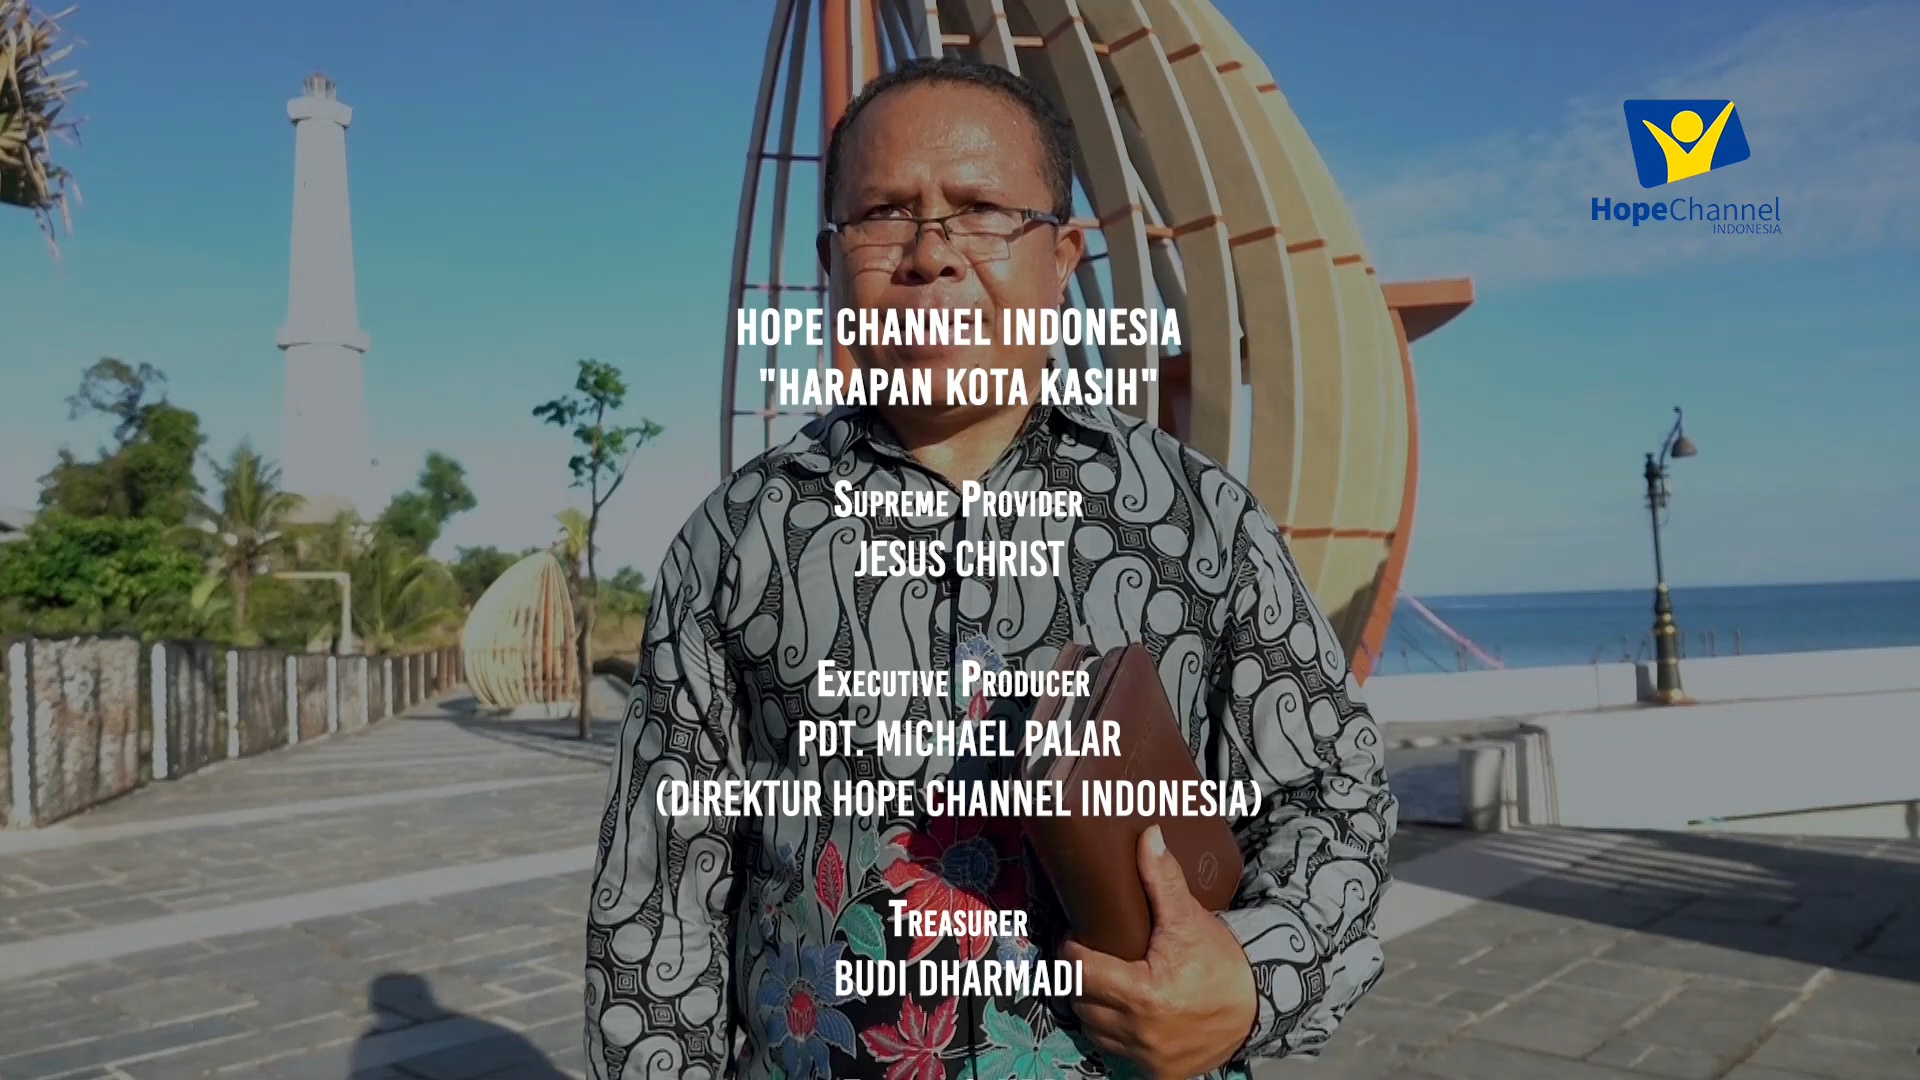 HopeChannel
INDONESIA
HOPE CHANNEL INDONESIA
"HARAPAN KOTA KASIH"
Supreme Provider
JESUS CHRIST
Executive Producer
PDT. MICHAEL PALAR
(DIREKTUR HOPE CHANNEL INDONESIA)
Treasurer
BUDI DHARMADI